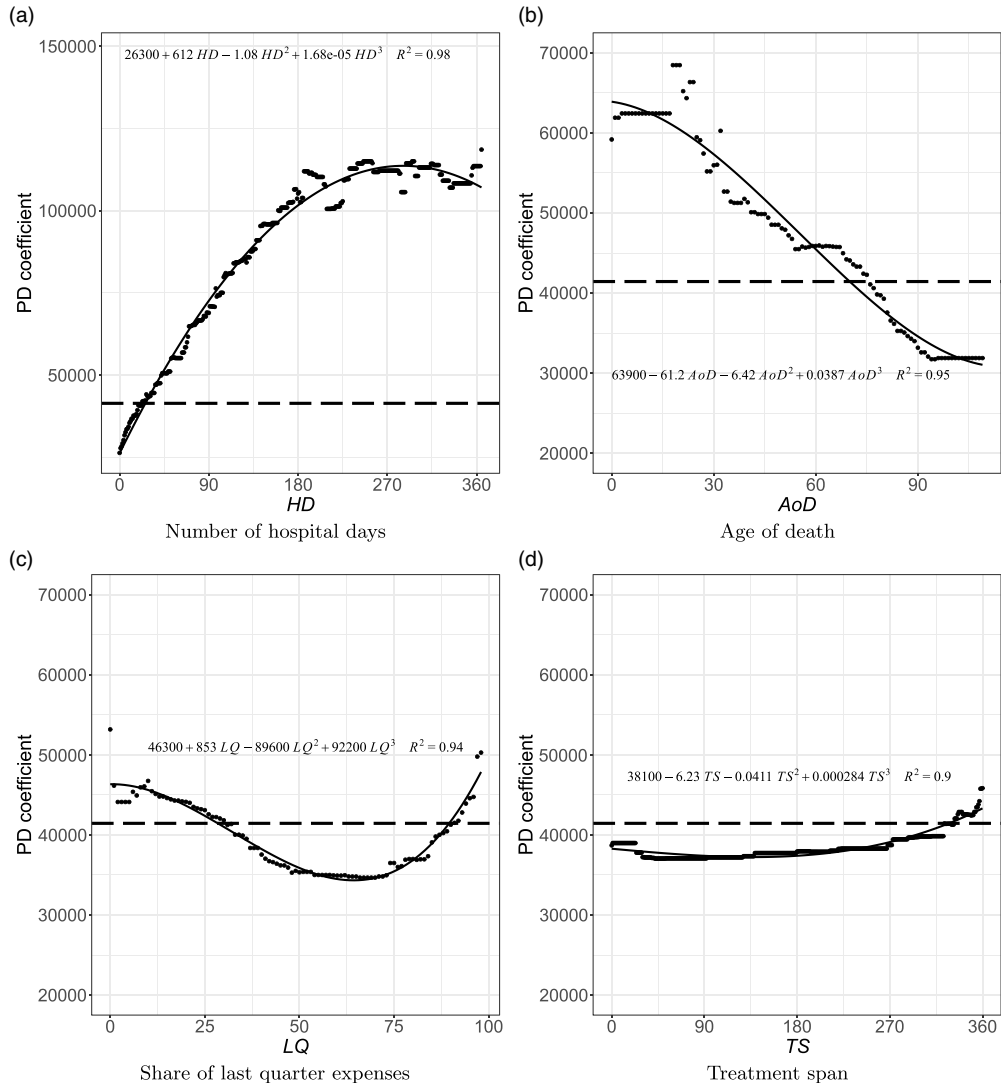 (a)
150000
100000
50000
PD coefficient
26300 + 612 HD − 1.08 HD² + 1.68e-05 HD³ R² = 0.98
0 90 180 270 360
HD
Number of hospital days
(b)
70000
60000
50000
40000
30000
20000
PD coefficient
63900 − 61.2 AoD − 6.42 AoD² + 0.0387 AoD³ R² = 0.95
0 30 60 90
AoD
Age of death
(c)
70000
60000
50000
40000
30000
20000
PD coefficient
46300 + 853 LQ − 89600 LQ² + 92200 LQ³ R² = 0.94
0 25 50 75 100
LQ
Share of last quarter expenses
(d)
70000
60000
50000
40000
30000
20000
PD coefficient
38100 − 6.23 TS − 0.0411 TS² + 0.000284 TS³ R² = 0.9
0 90 180 270 360
TS
Treatment span